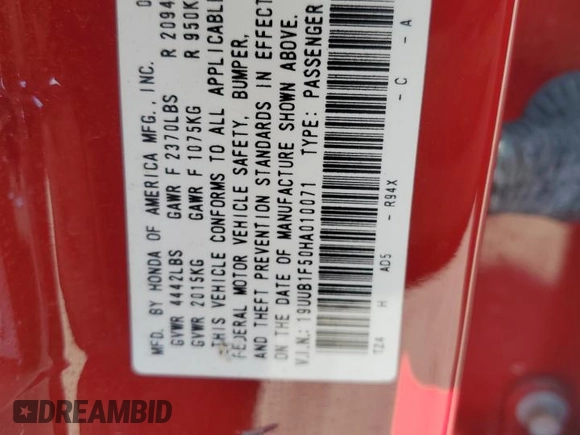 MFD. BY HONDA OF AMERICA MFG., INC.
GVWR 4442LBS GAWR F 2370LBS R 2094
GVWR 2015KG GAWR F 1075KG R 950K
THIS VEHICLE CONFORMS TO ALL APPLICABL
FEDERAL MOTOR VEHICLE SAFETY, BUMPER,
AND THEFT PREVENTION STANDARDS IN EFFECT
ON THE DATE OF MANUFACTURE SHOWN ABOVE.
V.I.N.: 19UUB1F50HA010071 TYPE: PASSENGER
TZ4 H AD5 - R94X - C - A
DREAMBID